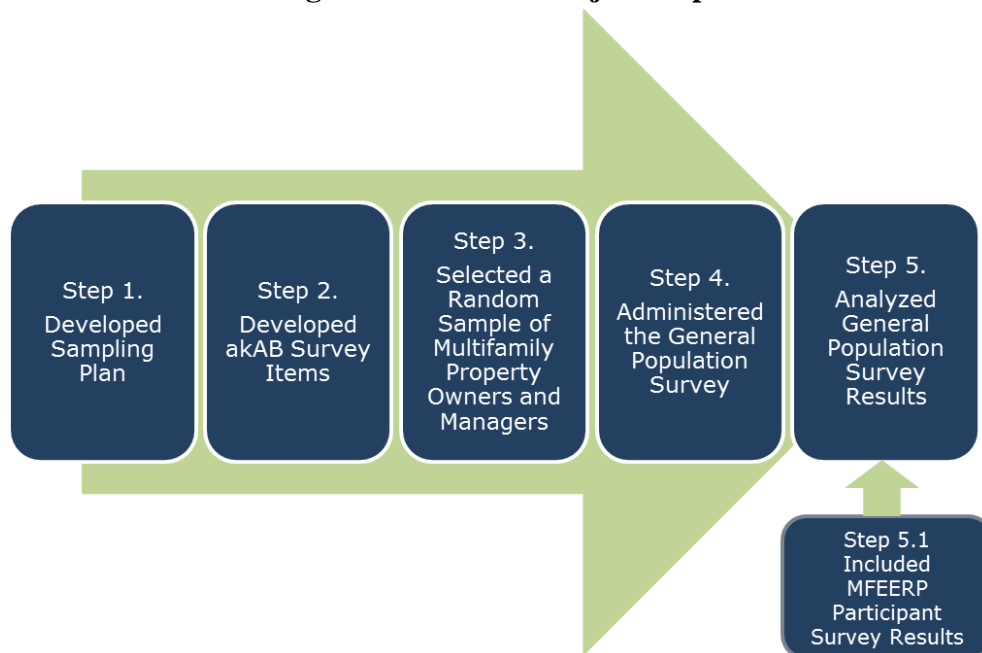 Step 1.
Developed
Sampling
Plan
Step 2.
Developed
akAB Survey
Items
Step 3.
Selected a
Random
Sample of
Multifamily
Property
Owners and
Managers
Step 4.
Administered
the General
Population
Survey
Step 5.
Analyzed
General
Population
Survey
Results
Step 5.1
Included
MFEERP
Participant
Survey Results